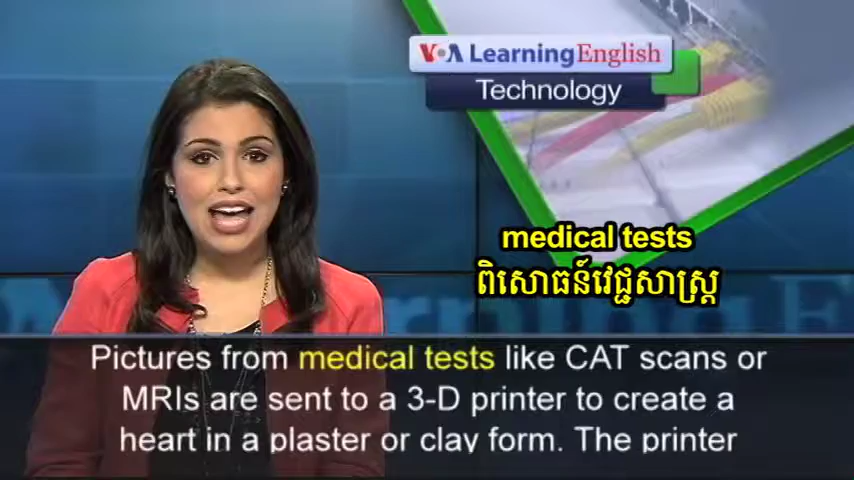 VOA Learning English
Technology
medical tests
ពិសោធន៍វេជ្ជសាស្ត្រ
Pictures from medical tests like CAT scans or
MRIs are sent to a 3-D printer to create a
heart in a plaster or clay form. The printer